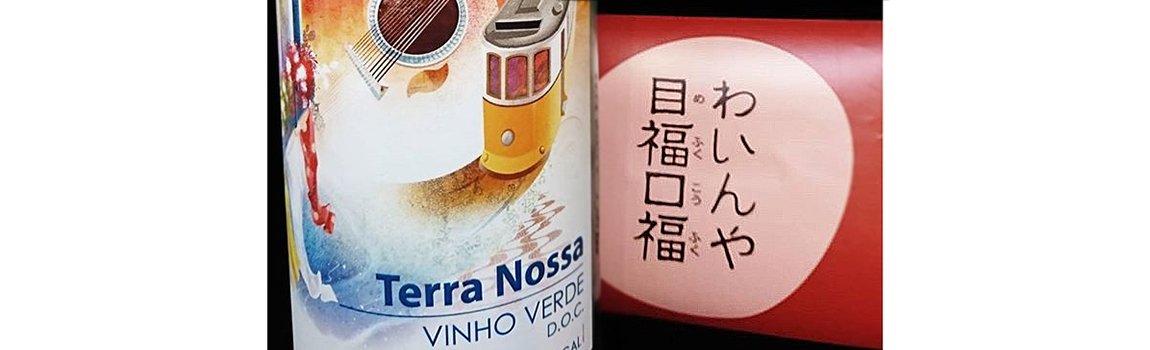 Terra Nossa
VINHO VERDE
D.O.C.
わいんや
目福口福
めふくこうふく